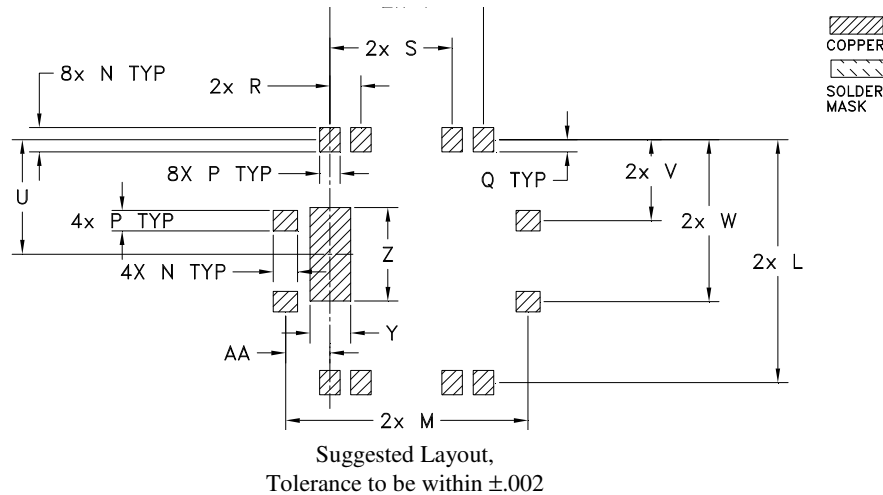 2x S
COPPER
8x N TYP
2x R
SOLDER
MASK
8X P TYP
Q TYP
2x V
U
4x P TYP
2x W
Z
2x L
4X N TYP
Y
AA
2x M
Suggested Layout,
Tolerance to be within ±.002